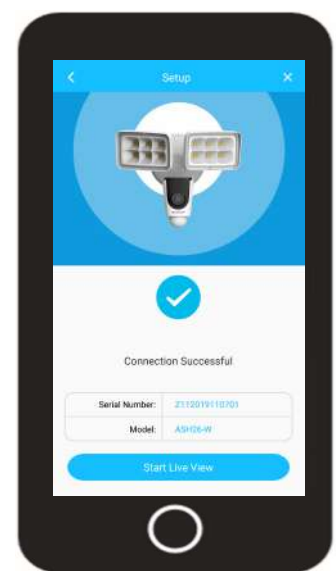 Setup
Connection Successful
Serial Number: Z112019110701
Model: ASH26-W
Start Live View